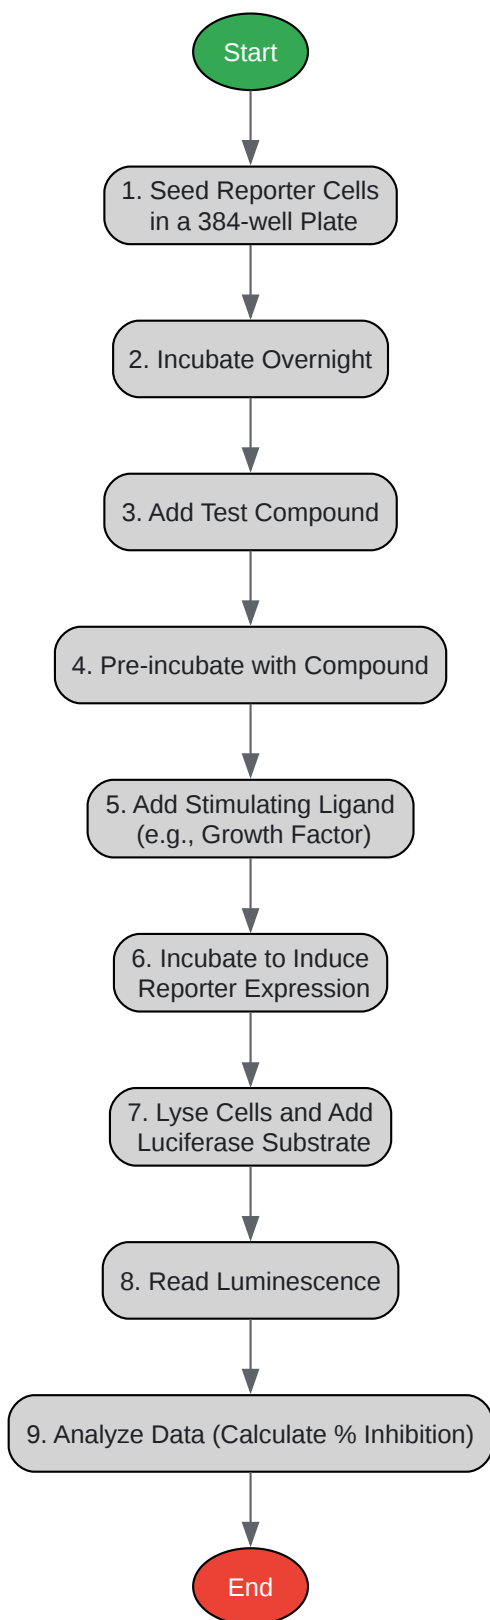 Start
1. Seed Reporter Cells
in a 384-well Plate
2. Incubate Overnight
3. Add Test Compound
4. Pre-incubate with Compound
5. Add Stimulating Ligand
(e.g., Growth Factor)
6. Incubate to Induce
Reporter Expression
7. Lyse Cells and Add
Luciferase Substrate
8. Read Luminescence
9. Analyze Data (Calculate % Inhibition)
End